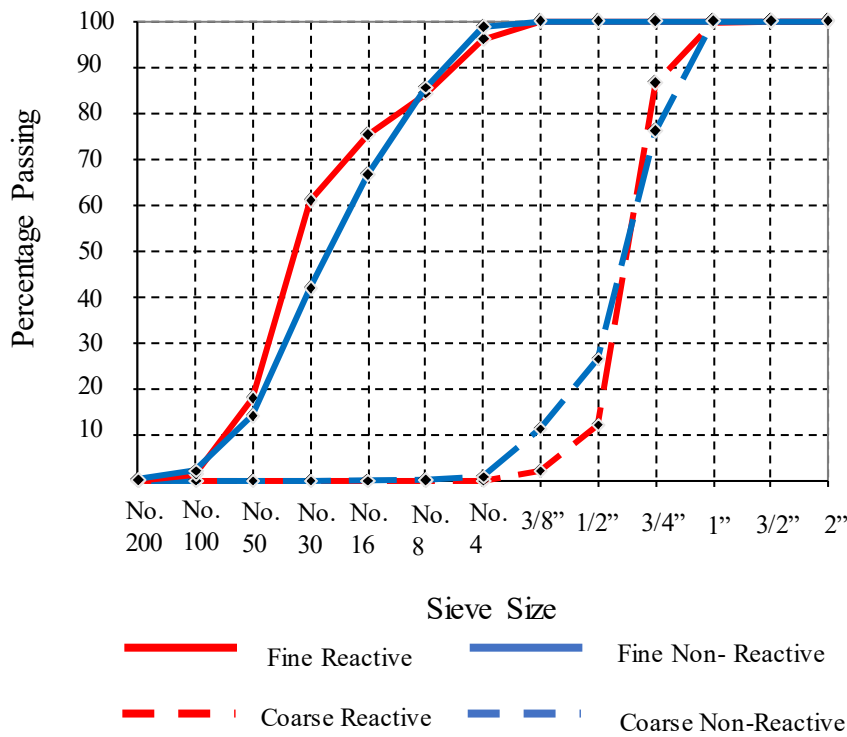 100
90
80
70
60
50
40
30
20
10
Percentage Passing
No. No. No. No. No. No. No. 3/8” 1/2” 3/4” 1” 3/2” 2”
200 100 50 30 16 8 4
Sieve Size
Fine Reactive Fine Non- Reactive
Coarse Reactive Coarse Non-Reactive